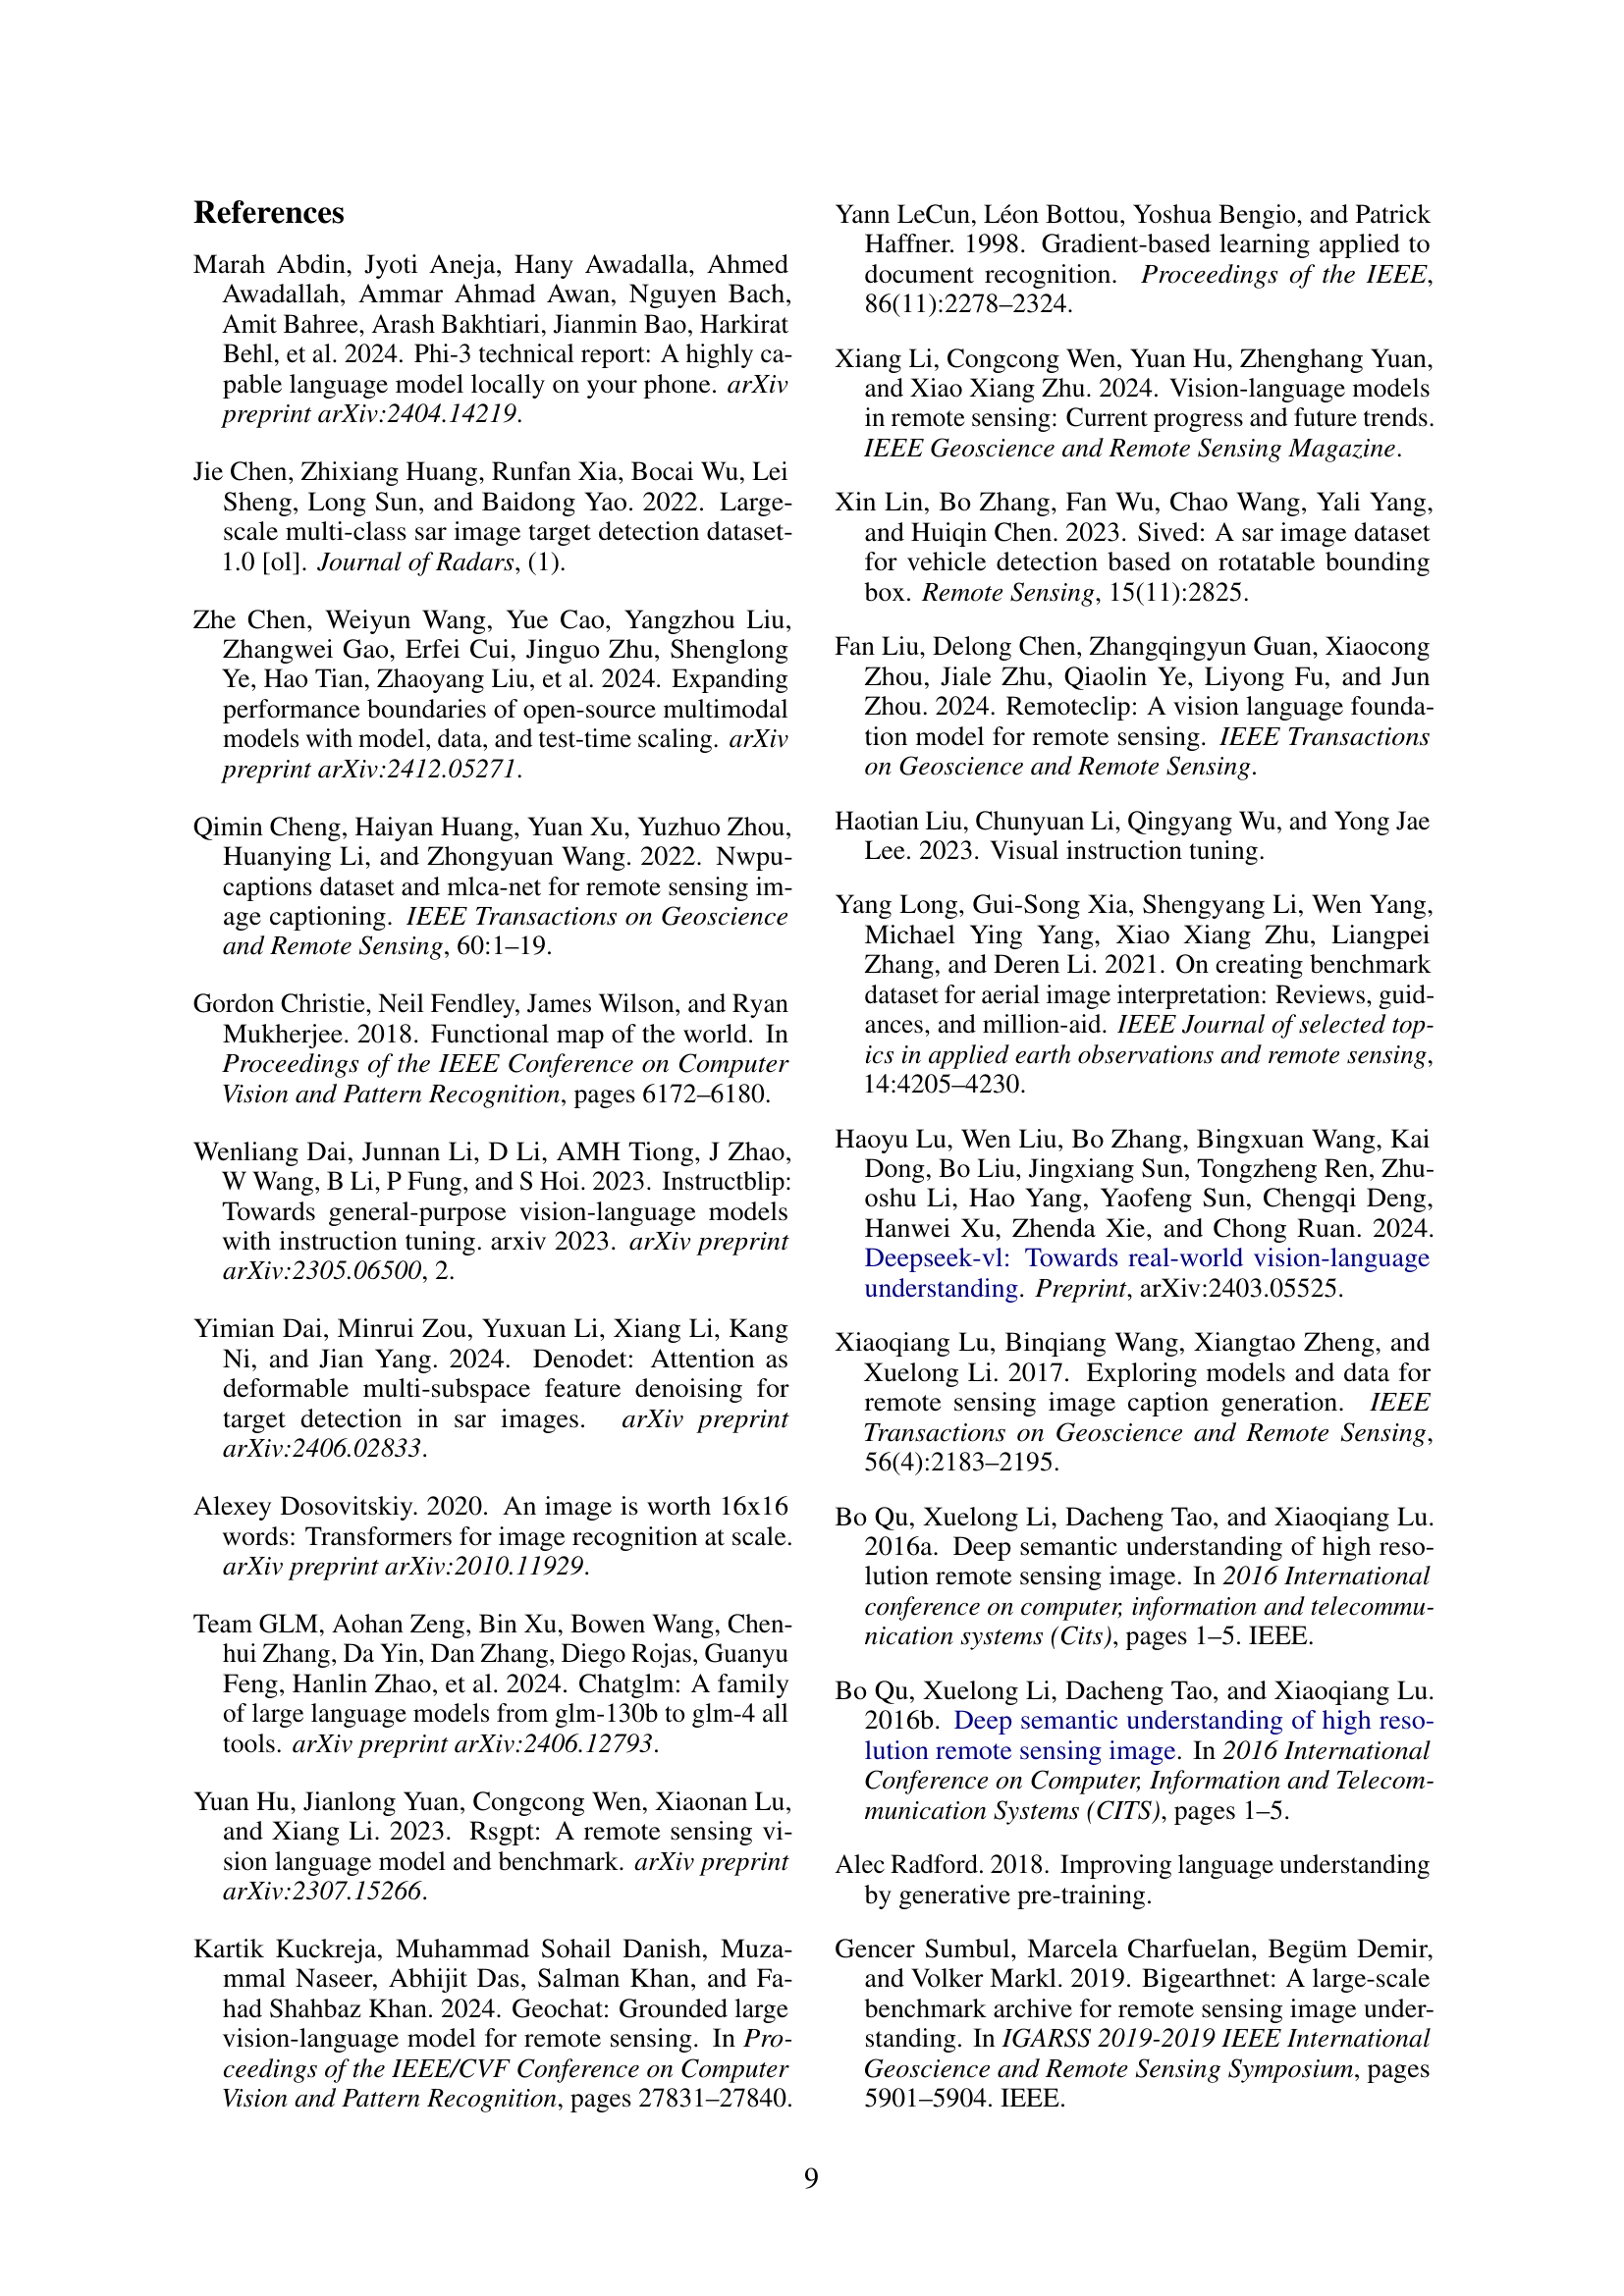 References
Marah Abdin, Jyoti Aneja, Hany Awadalla, Ahmed
Awadallah, Ammar Ahmad Awan, Nguyen Bach,
Amit Bahree, Arash Bakhtiari, Jianmin Bao, Harkirat
Behl, et al. 2024. Phi-3 technical report: A highly ca-
pable language model locally on your phone. arXiv
preprint arXiv:2404.14219.
Jie Chen, Zhixiang Huang, Runfan Xia, Bocai Wu, Lei
Sheng, Long Sun, and Baidong Yao. 2022. Large-
scale multi-class sar image target detection dataset-
1.0 [ol]. Journal of Radars, (1).
Zhe Chen, Weiyun Wang, Yue Cao, Yangzhou Liu,
Zhangwei Gao, Erfei Cui, Jinguo Zhu, Shenglong
Ye, Hao Tian, Zhaoyang Liu, et al. 2024. Expanding
performance boundaries of open-source multimodal
models with model, data, and test-time scaling. arXiv
preprint arXiv:2412.05271.
Qimin Cheng, Haiyan Huang, Yuan Xu, Yuzhuo Zhou,
Huanying Li, and Zhongyuan Wang. 2022. Nwpu-
captions dataset and mlca-net for remote sensing im-
age captioning. IEEE Transactions on Geoscience
and Remote Sensing, 60:1–19.
Gordon Christie, Neil Fendley, James Wilson, and Ryan
Mukherjee. 2018. Functional map of the world. In
Proceedings of the IEEE Conference on Computer
Vision and Pattern Recognition, pages 6172–6180.
Wenliang Dai, Junnan Li, D Li, AMH Tiong, J Zhao,
W Wang, B Li, P Fung, and S Hoi. 2023. Instructblip:
Towards general-purpose vision-language models
with instruction tuning. arxiv 2023. arXiv preprint
arXiv:2305.06500, 2.
Yimian Dai, Minrui Zou, Yuxuan Li, Xiang Li, Kang
Ni, and Jian Yang. 2024. Denodet: Attention as
deformable multi-subspace feature denoising for
target detection in sar images. arXiv preprint
arXiv:2406.02833.
Alexey Dosovitskiy. 2020. An image is worth 16x16
words: Transformers for image recognition at scale.
arXiv preprint arXiv:2010.11929.
Team GLM, Aohan Zeng, Bin Xu, Bowen Wang, Chen-
hui Zhang, Da Yin, Dan Zhang, Diego Rojas, Guanyu
Feng, Hanlin Zhao, et al. 2024. Chatglm: A family
of large language models from glm-130b to glm-4 all
tools. arXiv preprint arXiv:2406.12793.
Yuan Hu, Jianlong Yuan, Congcong Wen, Xiaonan Lu,
and Xiang Li. 2023. Rsgpt: A remote sensing vi-
sion language model and benchmark. arXiv preprint
arXiv:2307.15266.
Kartik Kuckreja, Muhammad Sohail Danish, Muza-
mmal Naseer, Abhijit Das, Salman Khan, and Fa-
had Shahbaz Khan. 2024. Geochat: Grounded large
vision-language model for remote sensing. In Pro-
ceedings of the IEEE/CVF Conference on Computer
Vision and Pattern Recognition, pages 27831–27840.
Yann LeCun, Léon Bottou, Yoshua Bengio, and Patrick
Haffner. 1998. Gradient-based learning applied to
document recognition. Proceedings of the IEEE,
86(11):2278–2324.
Xiang Li, Congcong Wen, Yuan Hu, Zhenghang Yuan,
and Xiao Xiang Zhu. 2024. Vision-language models
in remote sensing: Current progress and future trends.
IEEE Geoscience and Remote Sensing Magazine.
Xin Lin, Bo Zhang, Fan Wu, Chao Wang, Yali Yang,
and Huiqin Chen. 2023. Sived: A sar image dataset
for vehicle detection based on rotatable bounding
box. Remote Sensing, 15(11):2825.
Fan Liu, Delong Chen, Zhangqingyun Guan, Xiaocong
Zhou, Jiale Zhu, Qiaolin Ye, Liyong Fu, and Jun
Zhou. 2024. Remoteclip: A vision language founda-
tion model for remote sensing. IEEE Transactions
on Geoscience and Remote Sensing.
Haotian Liu, Chunyuan Li, Qingyang Wu, and Yong Jae
Lee. 2023. Visual instruction tuning.
Yang Long, Gui-Song Xia, Shengyang Li, Wen Yang,
Michael Ying Yang, Xiao Xiang Zhu, Liangpei
Zhang, and Deren Li. 2021. On creating benchmark
dataset for aerial image interpretation: Reviews, guid-
ances, and million-aid. IEEE Journal of selected top-
ics in applied earth observations and remote sensing,
14:4205–4230.
Haoyu Lu, Wen Liu, Bo Zhang, Bingxuan Wang, Kai
Dong, Bo Liu, Jingxiang Sun, Tongzheng Ren, Zhu-
oshu Li, Hao Yang, Yaofeng Sun, Chengqi Deng,
Hanwei Xu, Zhenda Xie, and Chong Ruan. 2024.
Deepseek-vl: Towards real-world vision-language
understanding. Preprint, arXiv:2403.05525.
Xiaoqiang Lu, Binqiang Wang, Xiangtao Zheng, and
Xuelong Li. 2017. Exploring models and data for
remote sensing image caption generation. IEEE
Transactions on Geoscience and Remote Sensing,
56(4):2183–2195.
Bo Qu, Xuelong Li, Dacheng Tao, and Xiaoqiang Lu.
2016a. Deep semantic understanding of high reso-
lution remote sensing image. In 2016 International
conference on computer, information and telecommu-
nication systems (Cits), pages 1–5. IEEE.
Bo Qu, Xuelong Li, Dacheng Tao, and Xiaoqiang Lu.
2016b. Deep semantic understanding of high reso-
lution remote sensing image. In 2016 International
Conference on Computer, Information and Telecom-
munication Systems (CITS), pages 1–5.
Alec Radford. 2018. Improving language understanding
by generative pre-training.
Gencer Sumbul, Marcela Charfuelan, Begüm Demir,
and Volker Markl. 2019. Bigearthnet: A large-scale
benchmark archive for remote sensing image under-
standing. In IGARSS 2019-2019 IEEE International
Geoscience and Remote Sensing Symposium, pages
5901–5904. IEEE.
9